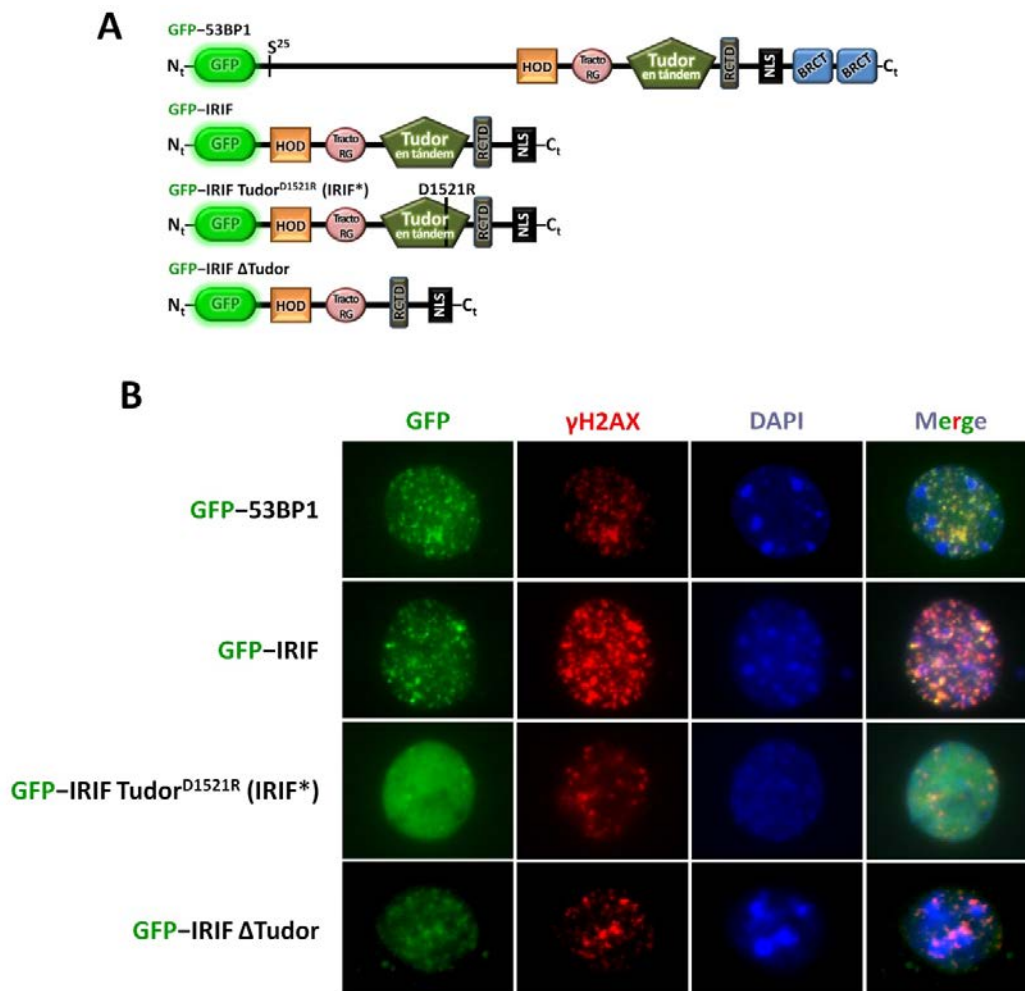 A
GFP–53BP1
Nt GFP S25 HOD Tracto RG Tudor en tándem RCTD NLS BRCT BRCT Ct
GFP–IRIF
Nt GFP HOD Tracto RG Tudor en tándem RCTD NLS Ct
GFP–IRIF TudorD1521R (IRIF*)
D1521R
Nt GFP HOD Tracto RG Tudor en tándem RCTD NLS Ct
GFP–IRIF ΔTudor
Nt GFP HOD Tracto RG RCTD NLS Ct
B
GFP γH2AX DAPI Merge
GFP–53BP1
GFP–IRIF
GFP–IRIF TudorD1521R (IRIF*)
GFP–IRIF ΔTudor